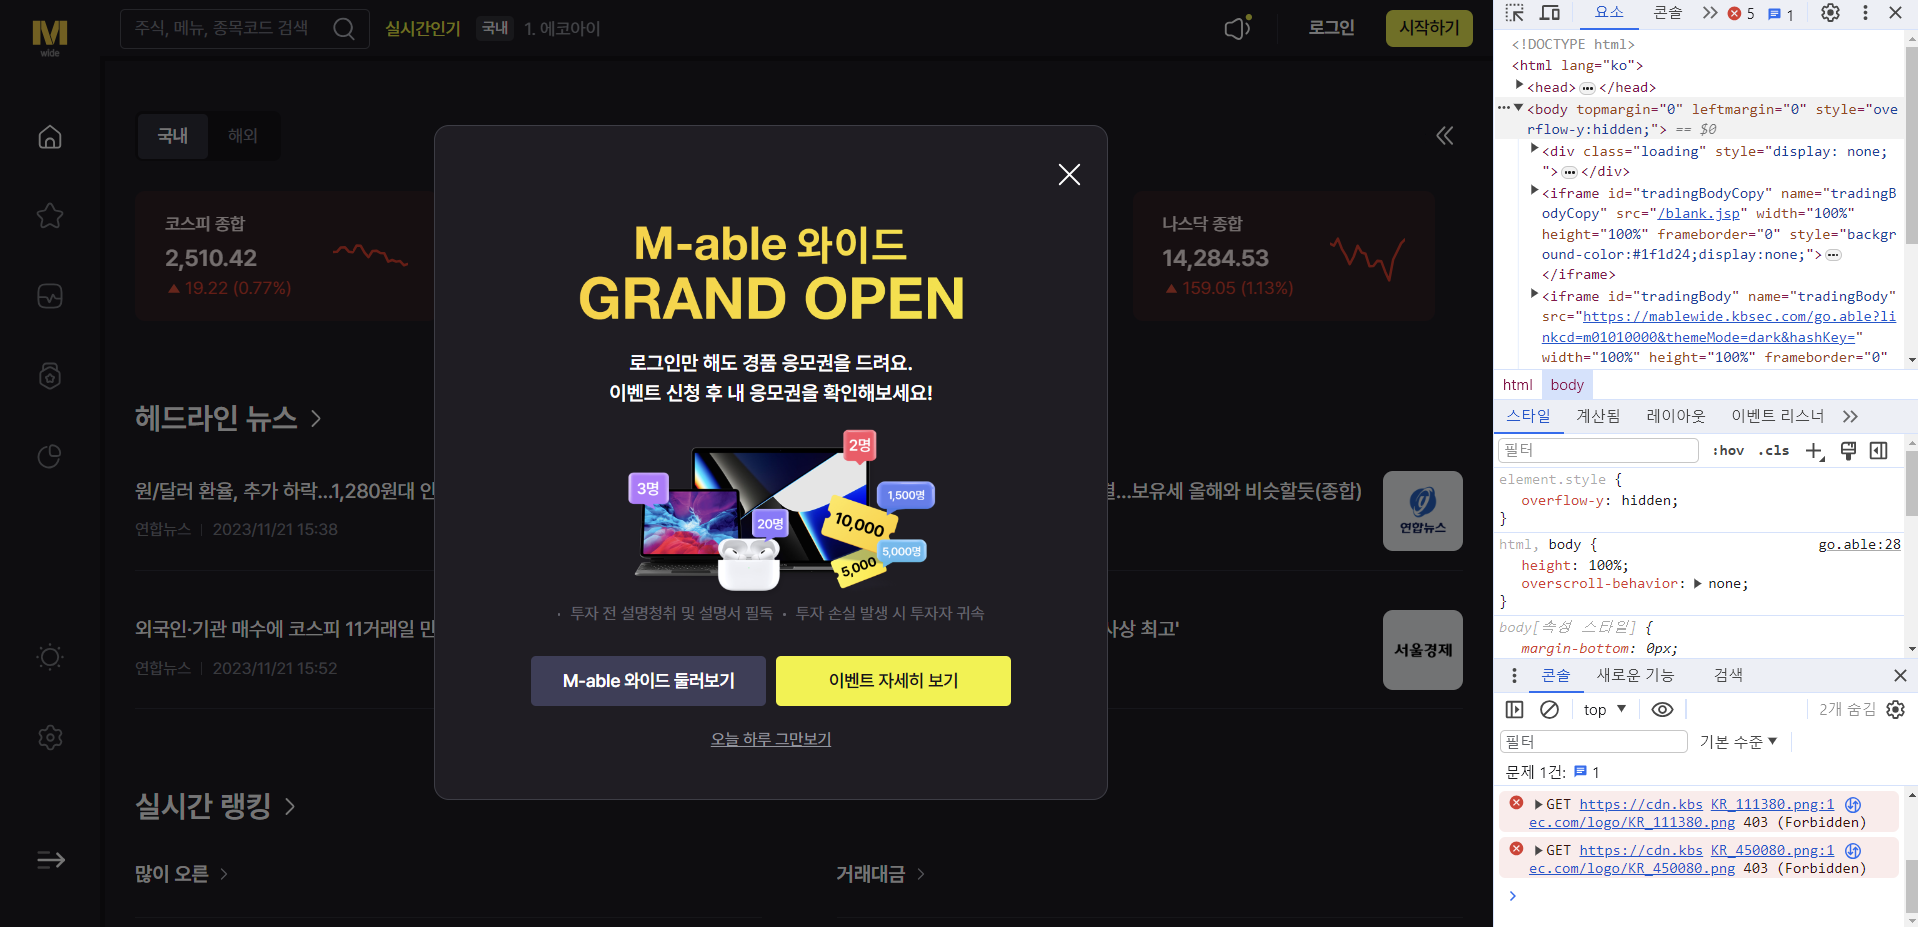 M
wide
주식, 메뉴, 종목코드 검색
실시간인기 국내 1. 에코아이
로그인
시작하기
국내 해외
코스피 종합
2,510.42
19.22 (0.77%)
나스닥 종합
14,284.53
159.05 (1.13%)
헤드라인 뉴스
원/달러 환율, 추가 하락...1,280원대 안
연합뉴스 | 2023/11/21 15:38
결...보유세 올해와 비슷할듯(종합)
연합뉴스
외국인·기관 매수에 코스피 11거래일 만
연합뉴스 | 2023/11/21 15:52
사상 최고'
서울경제
실시간 랭킹
많이 오른
거래대금
M-able 와이드
GRAND OPEN
로그인만 해도 경품 응모권을 드려요.
이벤트 신청 후 내 응모권을 확인해보세요!
2명
3명
1,500명
20명
10,000
5,000명
5,000
· 투자 전 설명청취 및 설명서 필독 · 투자 손실 발생 시 투자자 귀속
M-able 와이드 둘러보기
이벤트 자세히 보기
오늘 하루 그만보기
요소 콘솔 5 1
<!DOCTYPE html>
<html lang="ko">
<head>…</head>
<body topmargin="0" leftmargin="0" style="ove
rflow-y:hidden;"> == $0
<div class="loading" style="display: none;
">…</div>
<iframe id="tradingBodyCopy" name="tradingB
odyCopy" src="/blank.jsp" width="100%"
height="100%" frameborder="0" style="backgr
ound-color:#1f1d24;display:none;">…
</iframe>
<iframe id="tradingBody" name="tradingBody"
src="https://mablewide.kbsec.com/go.able?li
nkcd=m01010000&themeMode=dark&hashKey="
width="100%" height="100%" frameborder="0"
html body
스타일 계산됨 레이아웃 이벤트 리스너
필터 :hov .cls
element.style {
overflow-y: hidden;
}
html, body { go.able:28
height: 100%;
overscroll-behavior: none;
}
body[속성 스타일] {
margin-bottom: 0px;
콘솔 새로운 기능 검색
top 2개 숨김
필터 기본 수준
문제 1건: 1
GET https://cdn.kbs KR_111380.png:1
ec.com/logo/KR_111380.png 403 (Forbidden)
GET https://cdn.kbs KR_450080.png:1
ec.com/logo/KR_450080.png 403 (Forbidden)